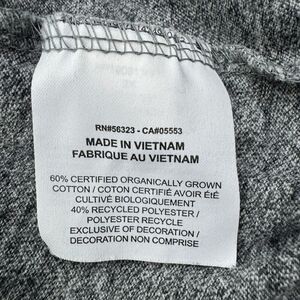 RN#56323 - CA#05553
MADE IN VIETNAM
FABRIQUE AU VIETNAM
60% CERTIFIED ORGANICALLY GROWN
COTTON / COTON CERTIFIÉ AVOIR ÉTÉ
CULTIVÉ BIOLOGIQUEMENT
40% RECYCLED POLYESTER /
POLYESTER RECYCLE
EXCLUSIVE OF DECORATION /
DECORATION NON COMPRISE